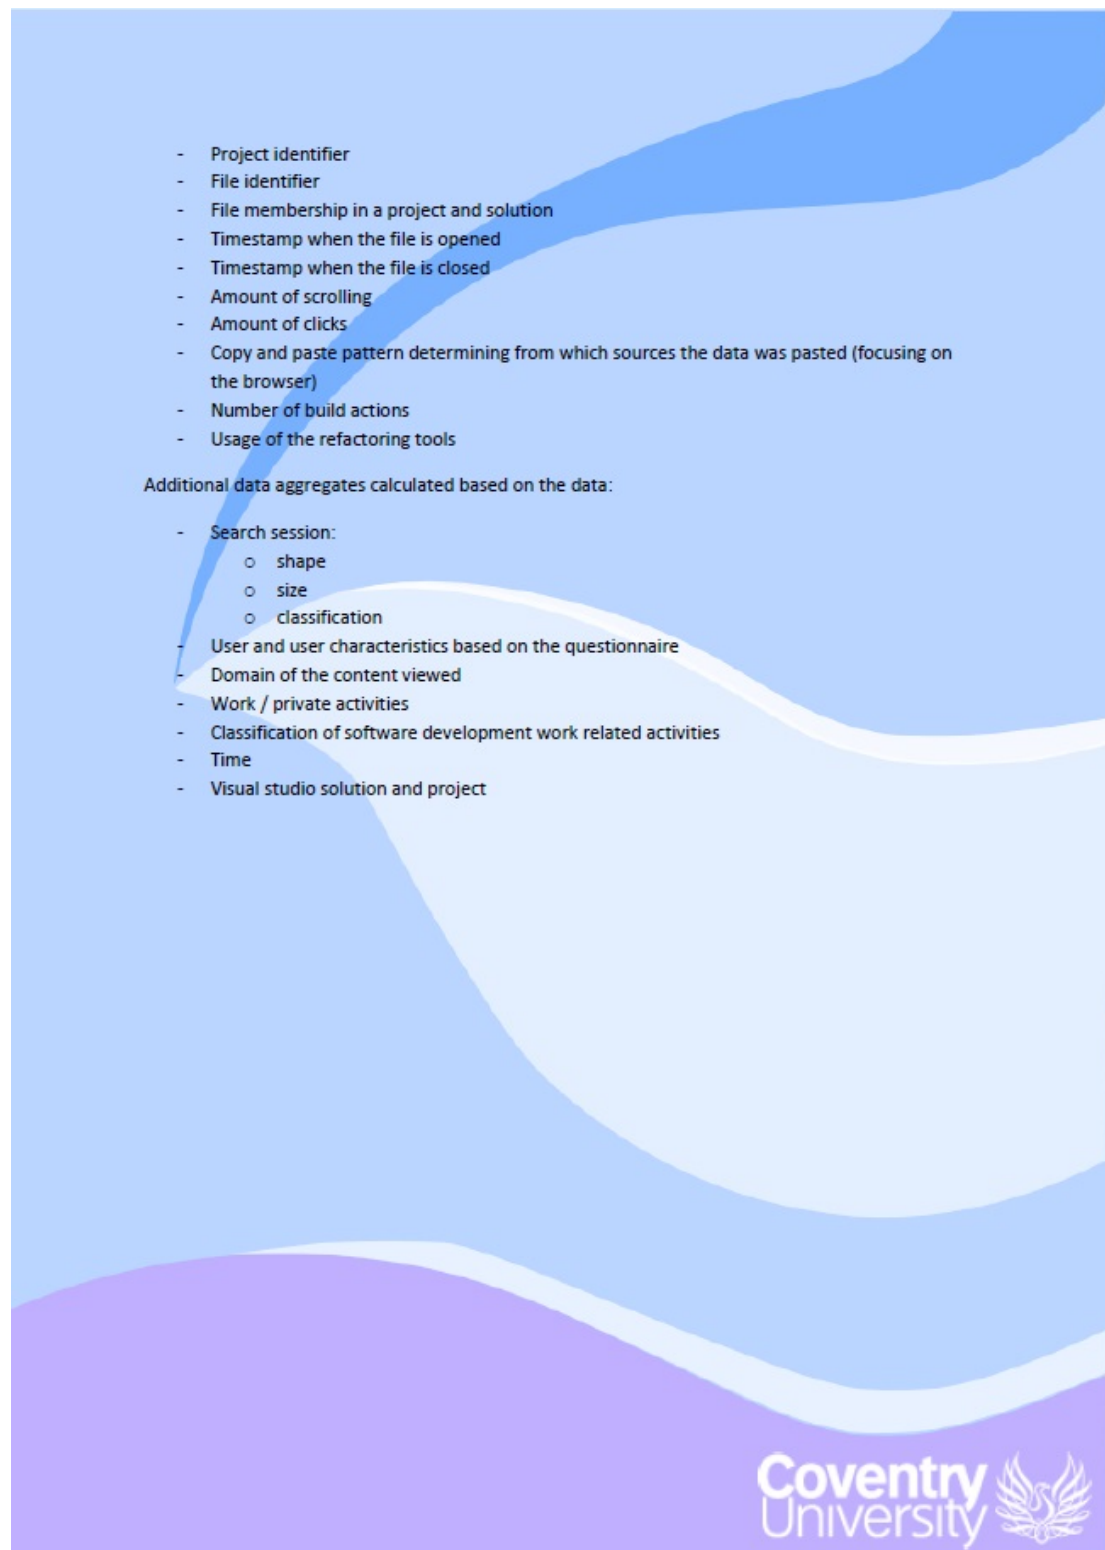 - Project identifier
- File identifier
- File membership in a project and solution
- Timestamp when the file is opened
- Timestamp when the file is closed
- Amount of scrolling
- Amount of clicks
- Copy and paste pattern determining from which sources the data was pasted (focusing on
the browser)
- Number of build actions
- Usage of the refactoring tools
Additional data aggregates calculated based on the data:
- Search session:
o shape
o size
o classification
- User and user characteristics based on the questionnaire
- Domain of the content viewed
- Work / private activities
- Classification of software development work related activities
- Time
- Visual studio solution and project
Coventry
University